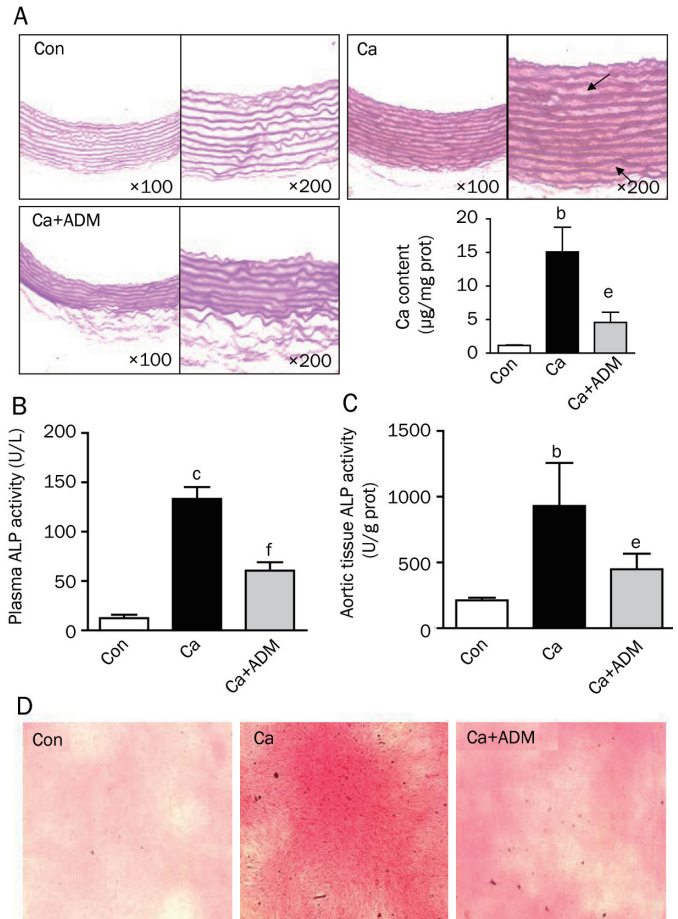 A
Con
×100
×200
Ca
×100
×200
Ca+ADM
×100
×200
Ca content
(µg/mg prot)
20
15
10
5
0
b
e
Con
Ca
Ca+ADM
B
Plasma ALP activity (U/L)
200
150
100
50
0
c
f
Con
Ca
Ca+ADM
C
Aortic tissue ALP activity
(U/g prot)
1500
1000
500
0
b
e
Con
Ca
Ca+ADM
D
Con
Ca
Ca+ADM